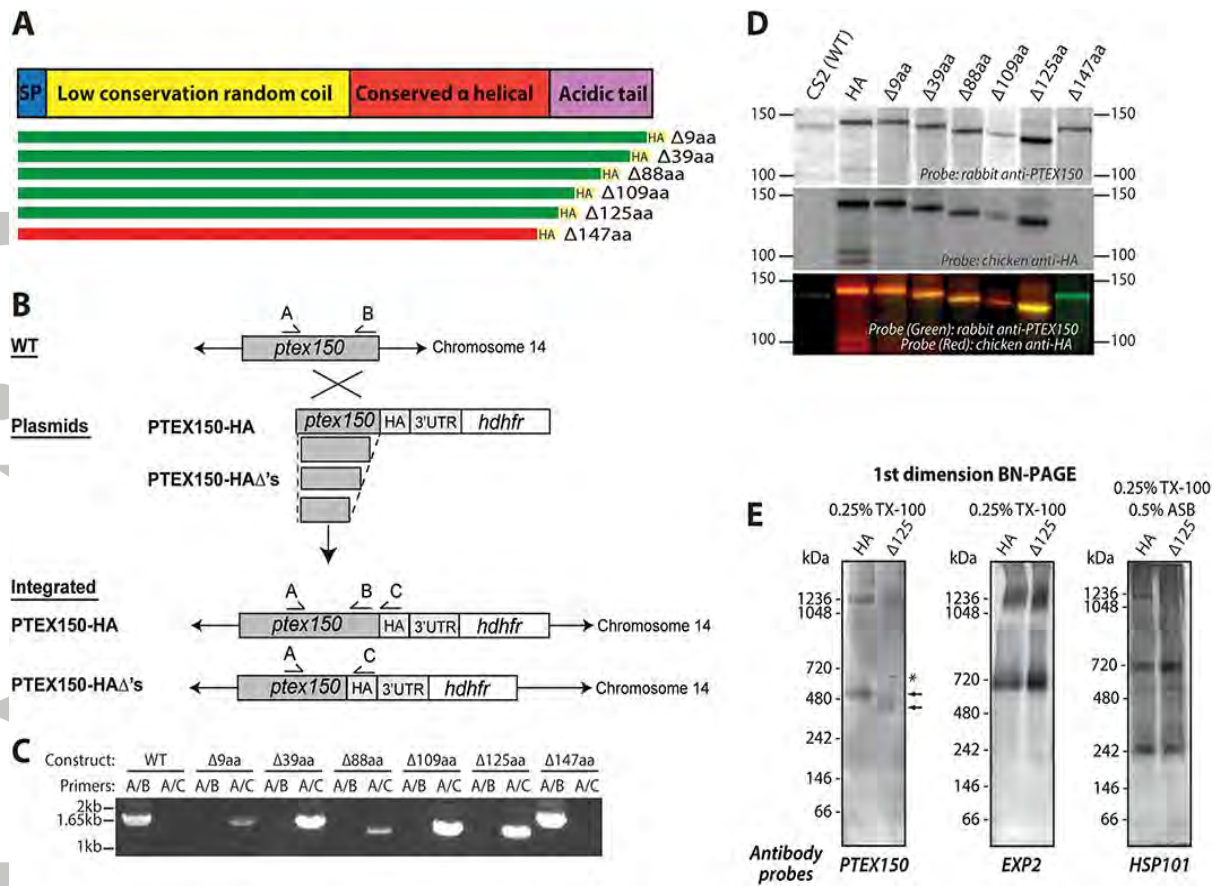 A
SP Low conservation random coil Conserved α helical Acidic tail
HA Δ9aa
HA Δ39aa
HA Δ88aa
HA Δ109aa
HA Δ125aa
HA Δ147aa
B
WT
A B
ptex150 Chromosome 14
Plasmids
PTEX150-HA ptex150 HA 3'UTR hdhfr
PTEX150-HAΔ's
Integrated
A B C
PTEX150-HA ptex150 HA 3'UTR hdhfr Chromosome 14
A C
PTEX150-HAΔ's ptex150 HA 3'UTR hdhfr Chromosome 14
C
Construct: WT Δ9aa Δ39aa Δ88aa Δ109aa Δ125aa Δ147aa
Primers: A/B A/C A/B A/C A/B A/C A/B A/C A/B A/C A/B A/C A/B A/C
2kb
1.65kb
1kb
D
CS2 (WT) HA Δ9aa Δ39aa Δ88aa Δ109aa Δ125aa Δ147aa
150 150
100 Probe: rabbit anti-PTEX150 100
150 150
100 Probe: chicken anti-HA 100
150 150
Probe (Green): rabbit anti-PTEX150
100 Probe (Red): chicken anti-HA 100
E
1st dimension BN-PAGE
0.25% TX-100
HA Δ125
kDa
1236
1048
720
*
480
242
146
66
Antibody probes
PTEX150
0.25% TX-100
HA Δ125
kDa
1236
1048
720
480
242
146
66
EXP2
0.25% TX-100
0.5% ASB
HA Δ125
kDa
1236
1048
720
480
242
146
66
HSP101